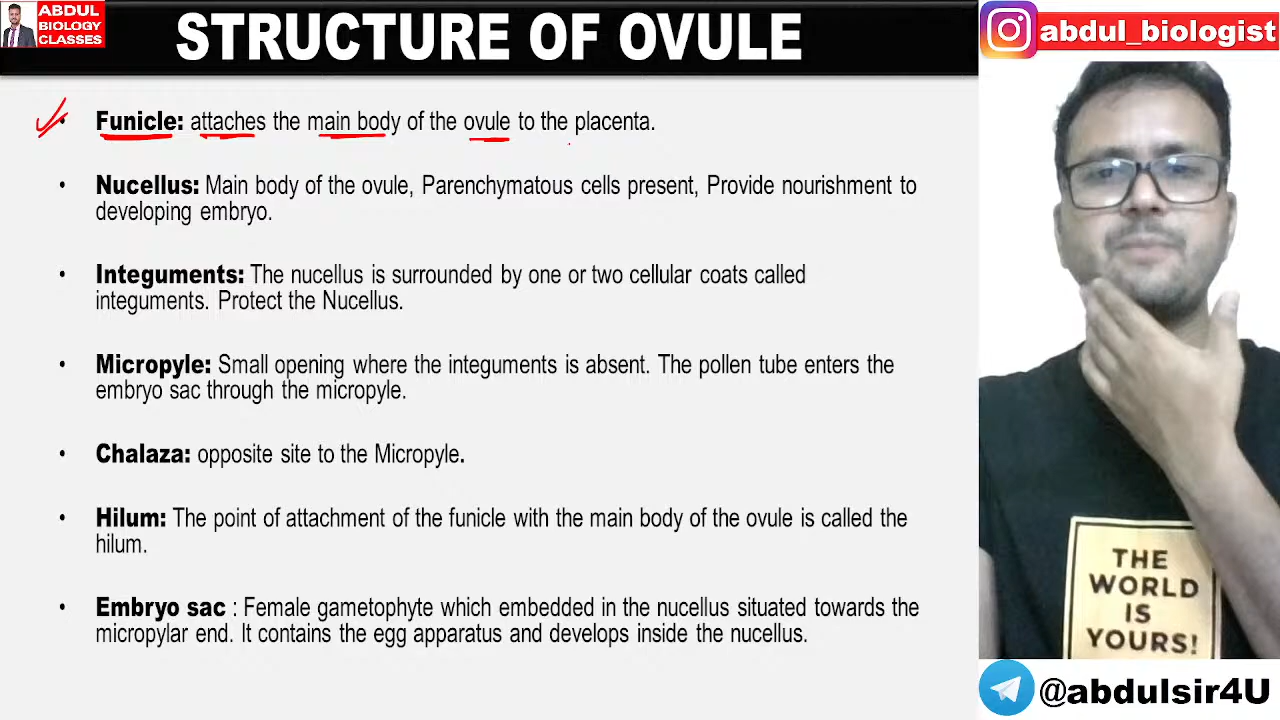 ABDUL
BIOLOGY
CLASSES
STRUCTURE OF OVULE
abdul_biologist
• Funicle: attaches the main body of the ovule to the placenta.
• Nucellus: Main body of the ovule, Parenchymatous cells present, Provide nourishment to
developing embryo.
• Integuments: The nucellus is surrounded by one or two cellular coats called
integuments. Protect the Nucellus.
• Micropyle: Small opening where the integuments is absent. The pollen tube enters the
embryo sac through the micropyle.
• Chalaza: opposite site to the Micropyle.
• Hilum: The point of attachment of the funicle with the main body of the ovule is called the
hilum.
• Embryo sac : Female gametophyte which embedded in the nucellus situated towards the
micropylar end. It contains the egg apparatus and develops inside the nucellus.
THE
WORLD
IS
YOURS!
@abdulsir4U